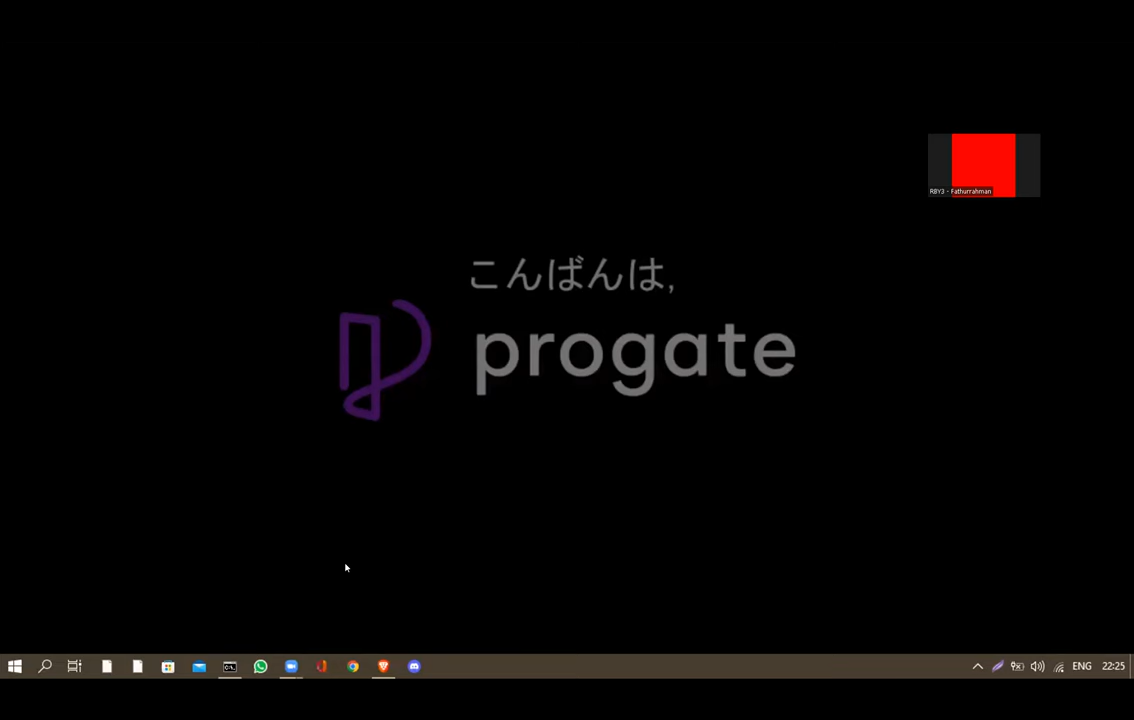 こんばんは,
progate
RBY3 - Fathurrahman
ENG 22:25